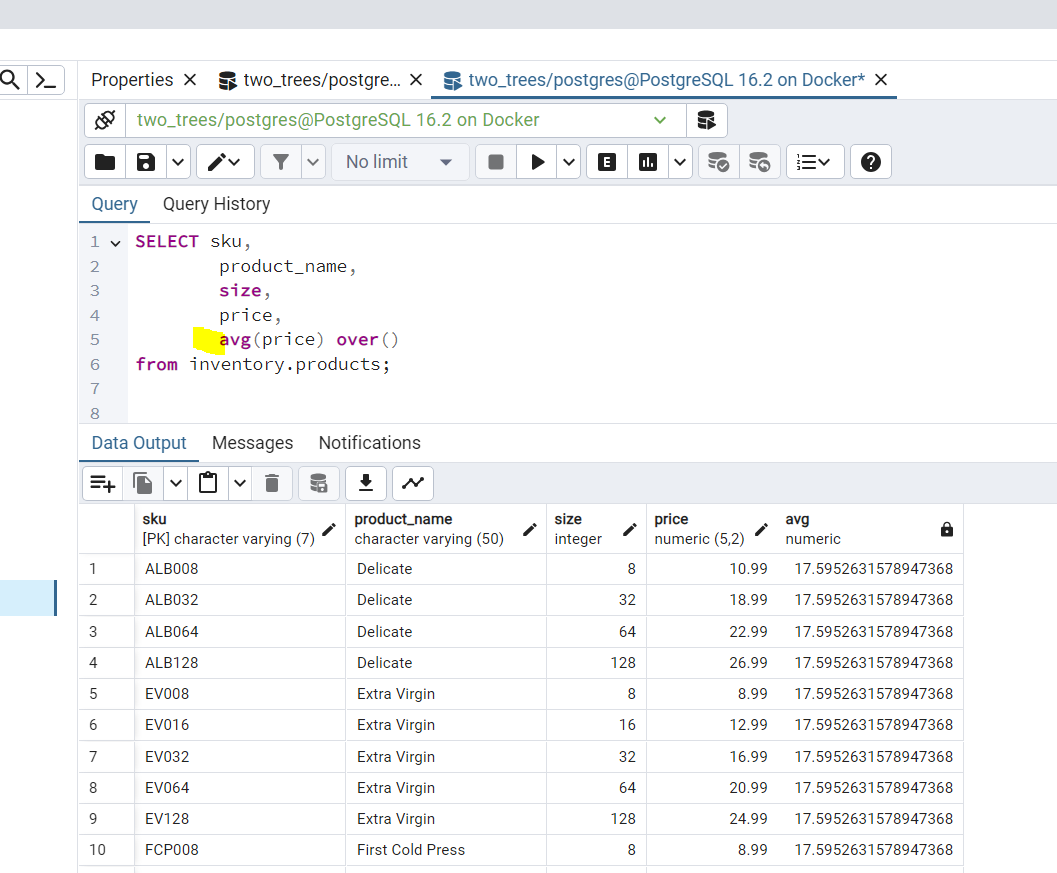 Properties two_trees/postgre... two_trees/postgres@PostgreSQL 16.2 on Docker*
two_trees/postgres@PostgreSQL 16.2 on Docker
No limit E
Query Query History
1 SELECT sku,
2 product_name,
3 size,
4 price,
5 avg(price) over()
6 from inventory.products;
7
8
Data Output Messages Notifications
sku product_name size price avg
[PK] character varying (7) character varying (50) integer numeric (5,2) numeric
1 ALB008 Delicate 8 10.99 17.5952631578947368
2 ALB032 Delicate 32 18.99 17.5952631578947368
3 ALB064 Delicate 64 22.99 17.5952631578947368
4 ALB128 Delicate 128 26.99 17.5952631578947368
5 EV008 Extra Virgin 8 8.99 17.5952631578947368
6 EV016 Extra Virgin 16 12.99 17.5952631578947368
7 EV032 Extra Virgin 32 16.99 17.5952631578947368
8 EV064 Extra Virgin 64 20.99 17.5952631578947368
9 EV128 Extra Virgin 128 24.99 17.5952631578947368
10 FCP008 First Cold Press 8 8.99 17.5952631578947368